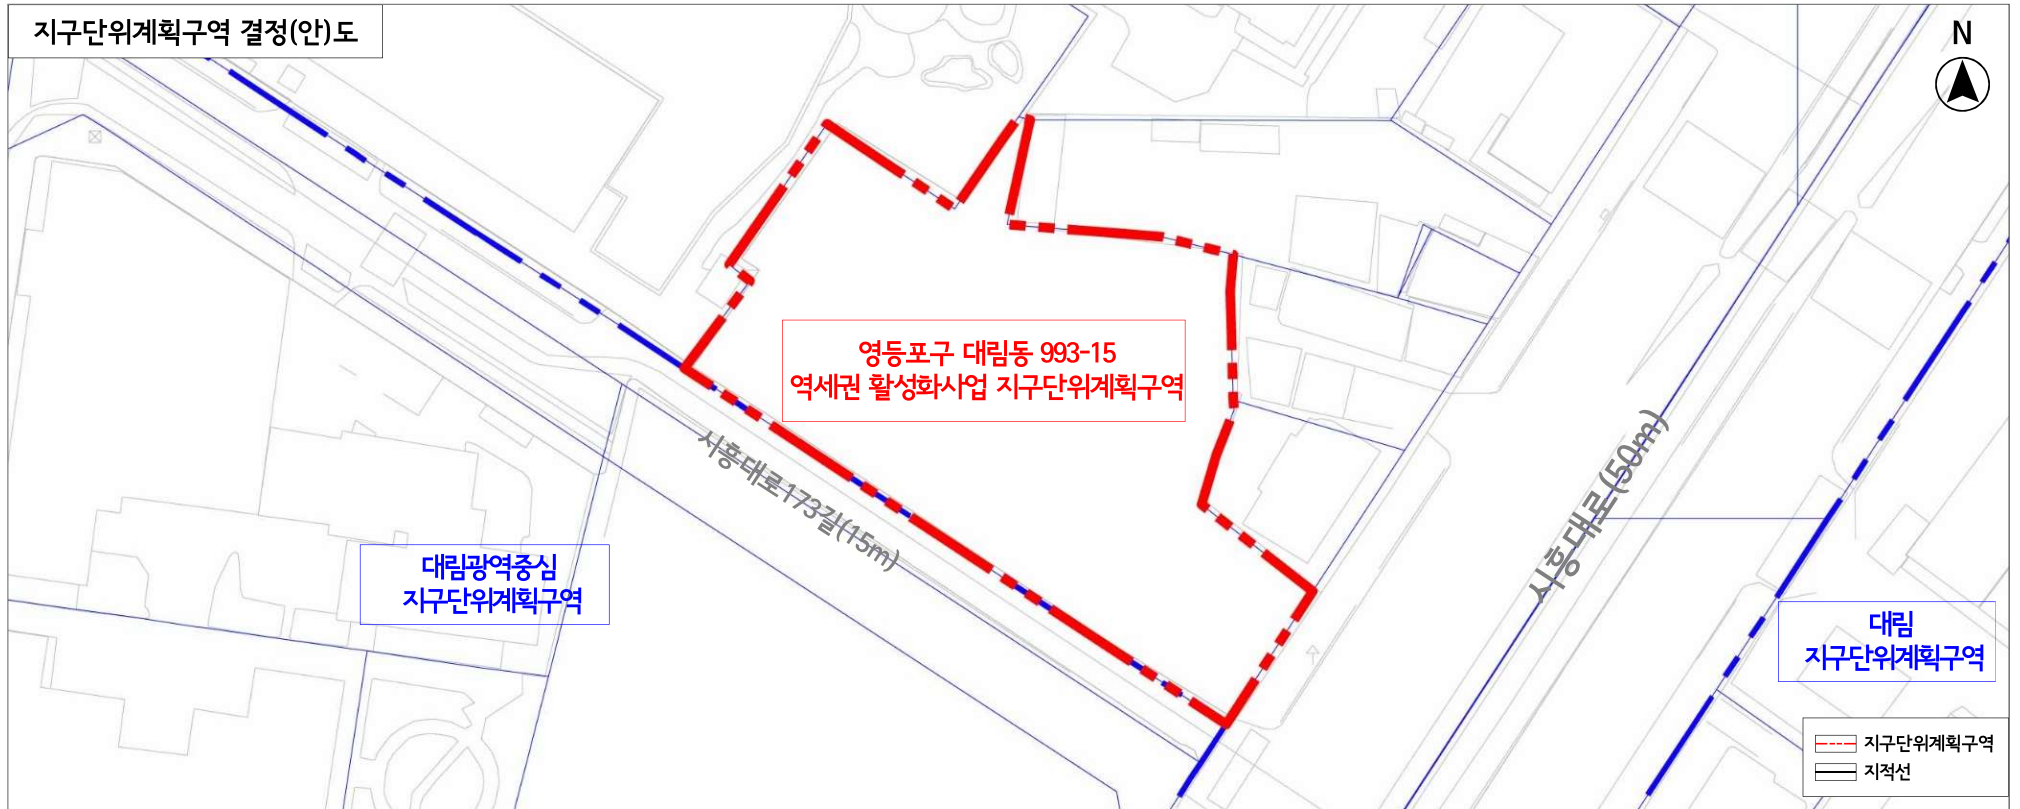 지구단위계획구역 결정(안)도
N
영등포구 대림동 993-15
역세권 활성화사업 지구단위계획구역
시흥대로173길(15m)
시흥대로(50m)
대림광역중심
지구단위계획구역
대림
지구단위계획구역
지구단위계획구역
지적선